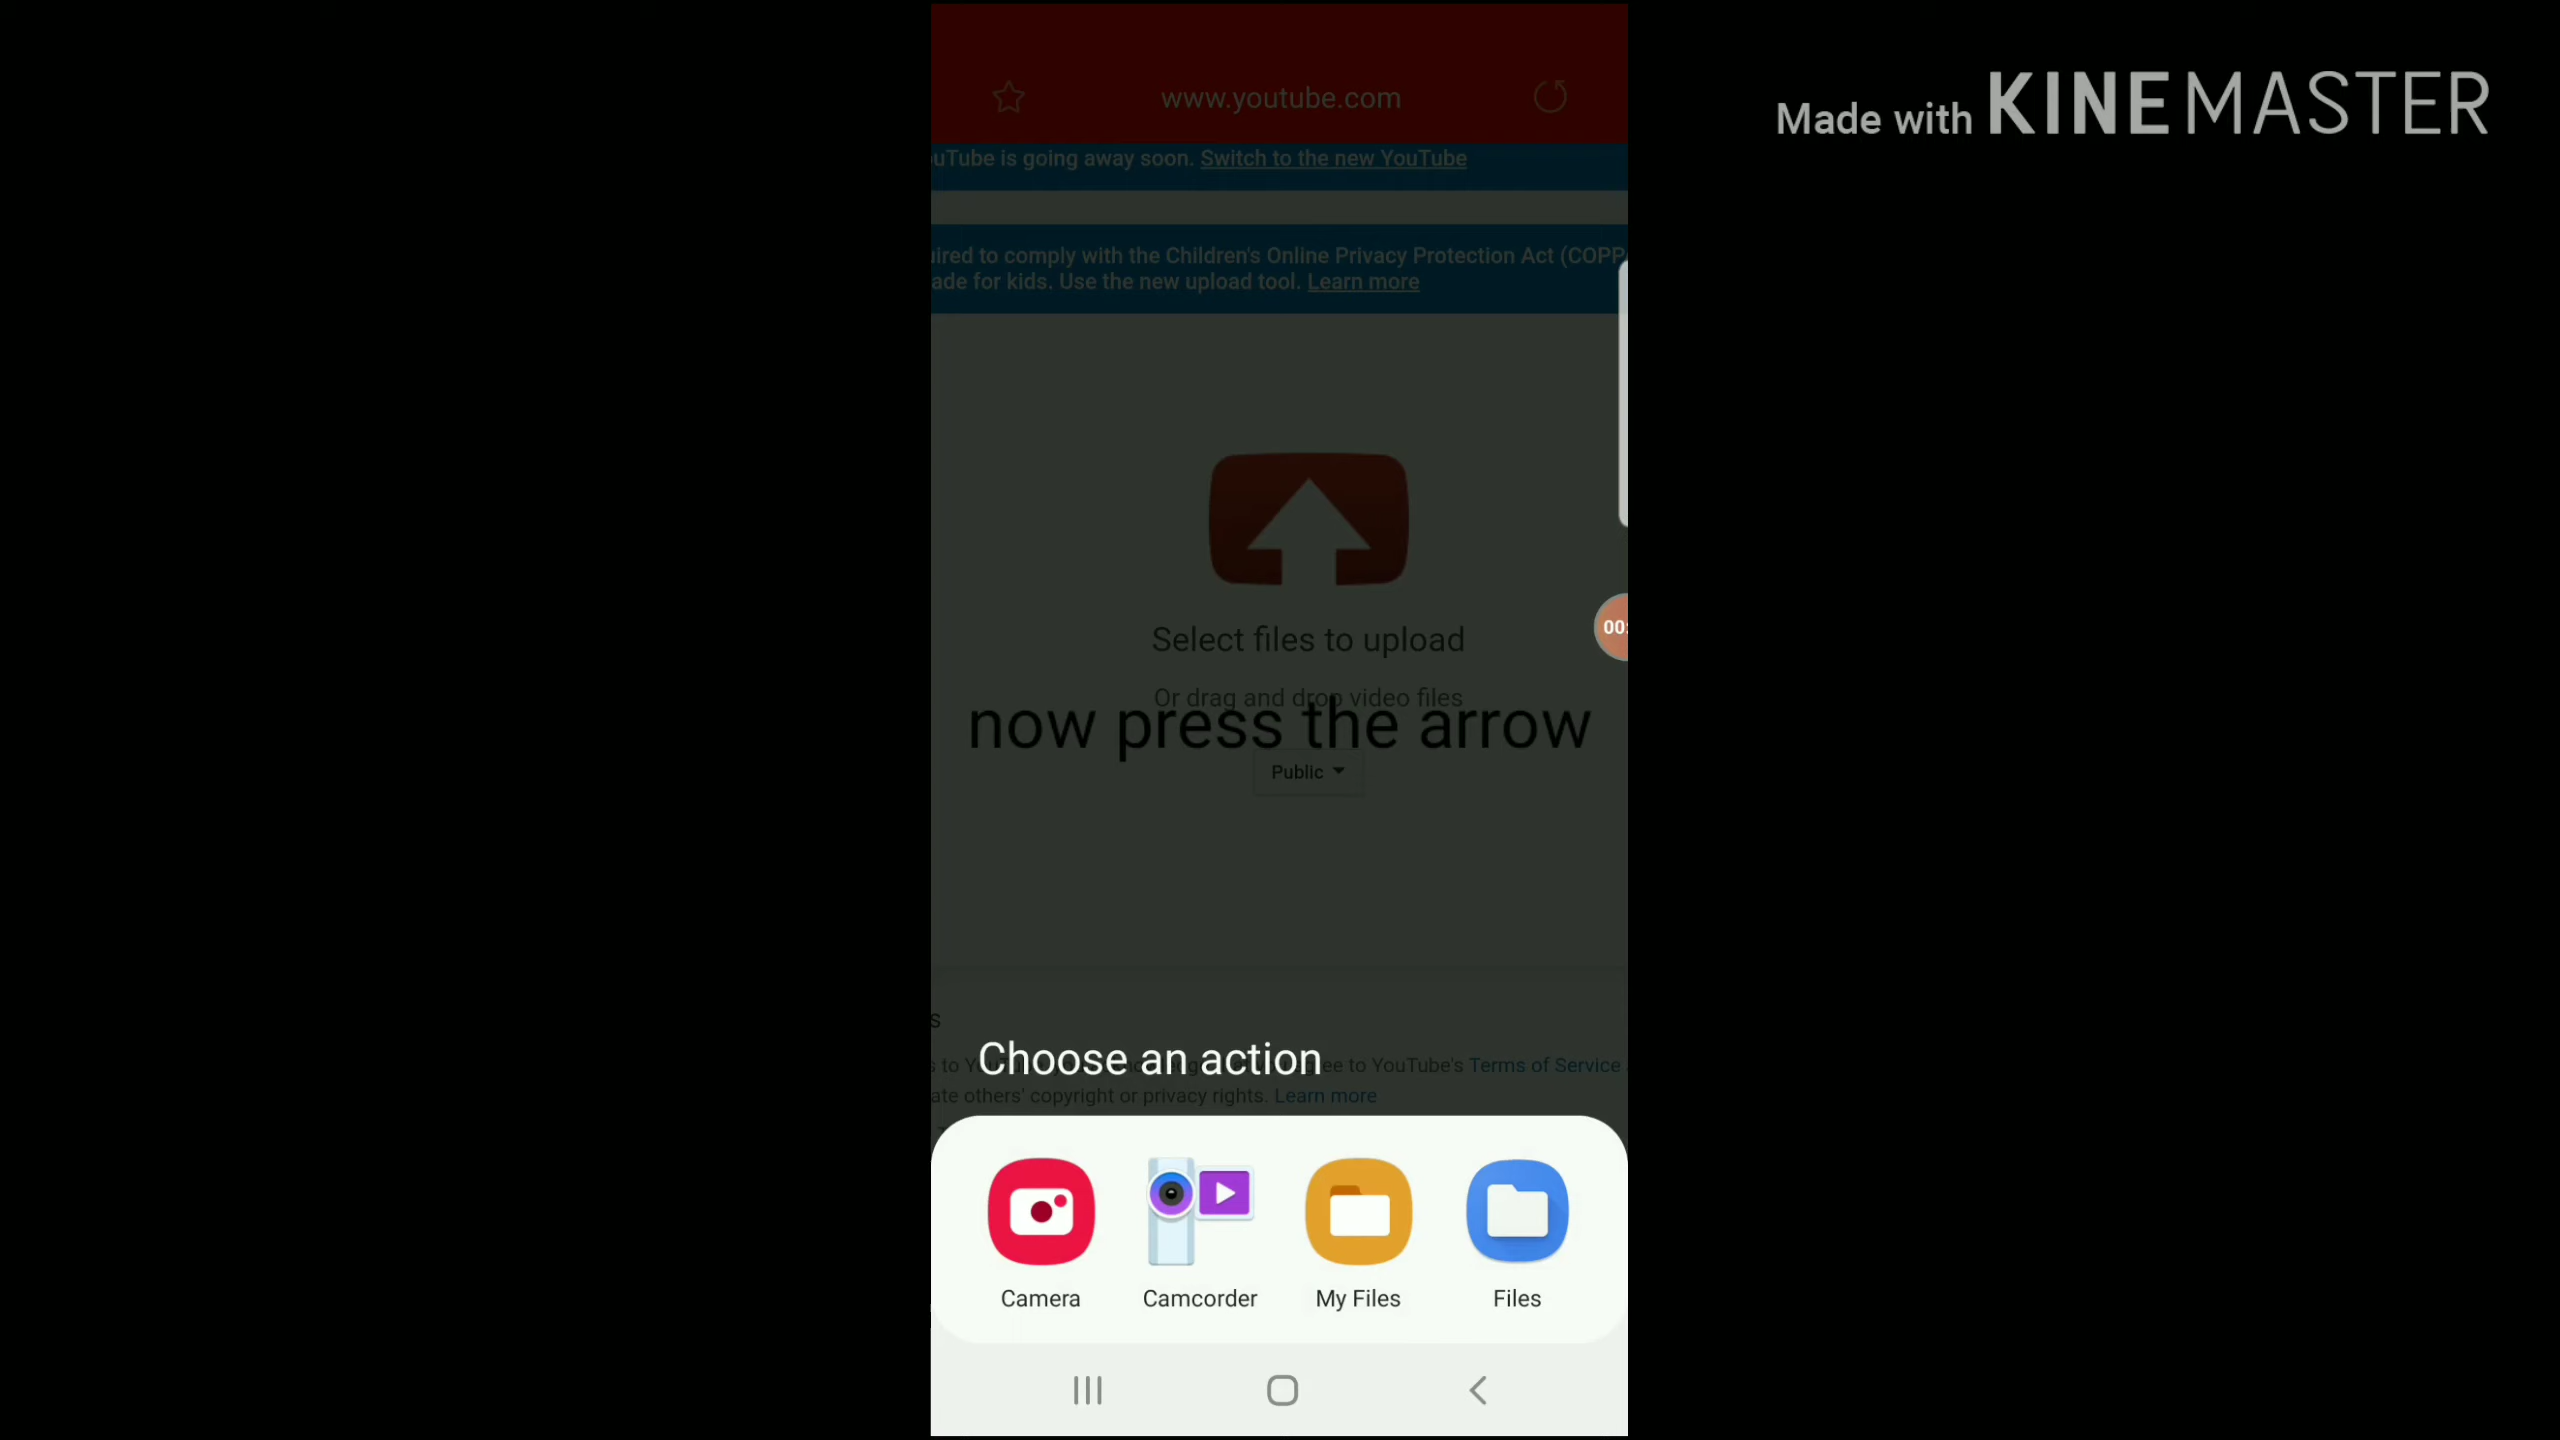 Made with KINEMASTER
www.youtube.com
uTube is going away soon. Switch to the new YouTube
uired to comply with the Children's Online Privacy Protection Act (COPPA
ade for kids. Use the new upload tool. Learn more
00:
Select files to upload
Or drag and drop video files
now press the arrow
Public
s
Choose an action
s to YouTube's Terms of Service
ate others' copyright or privacy rights. Learn more
Camera
Camcorder
My Files
Files